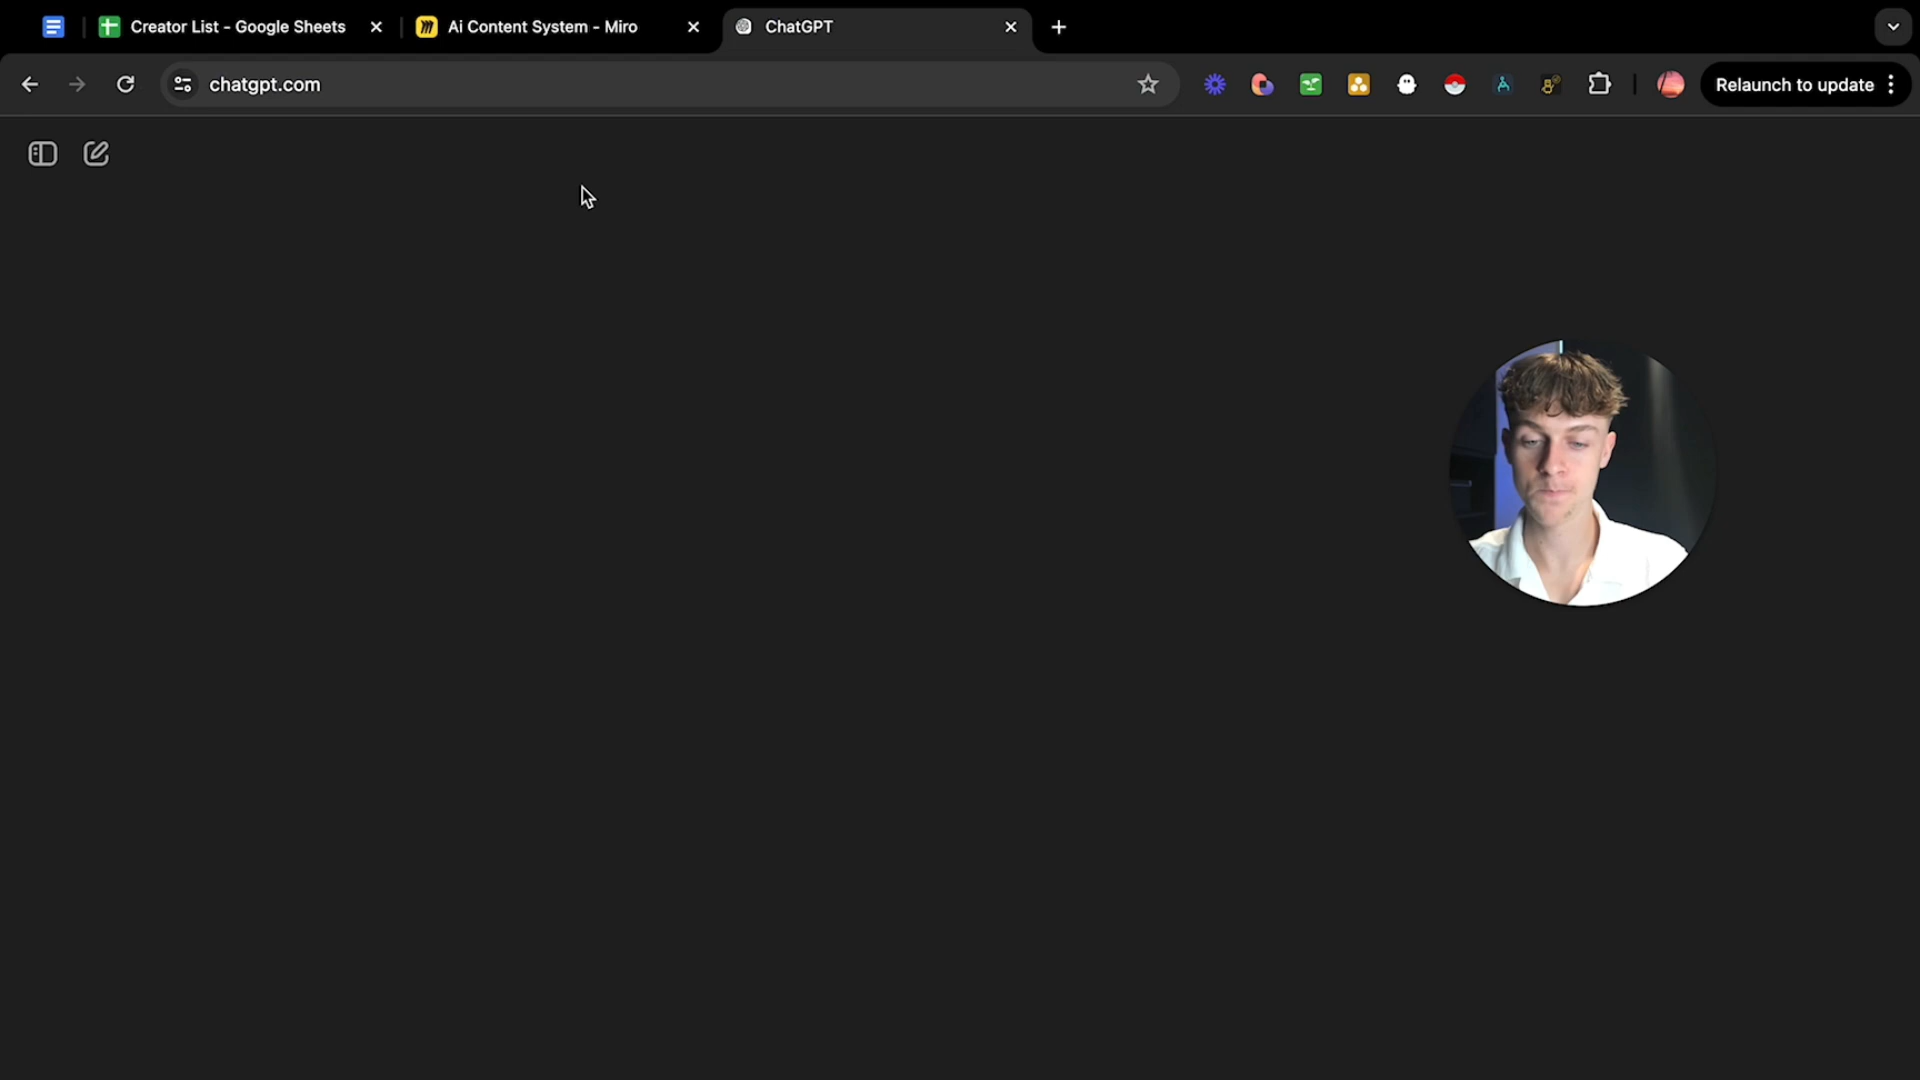 Creator List - Google Sheets
Ai Content System - Miro
ChatGPT
chatgpt.com
Relaunch to update